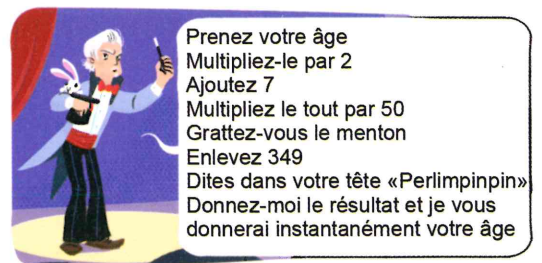 Prenez votre âge
Multipliez-le par 2
Ajoutez 7
Multipliez le tout par 50
Grattez-vous le menton
Enlevez 349
Dites dans votre tête «Perlimpinpin»
Donnez-moi le résultat et je vous
donnerai instantanément votre âge